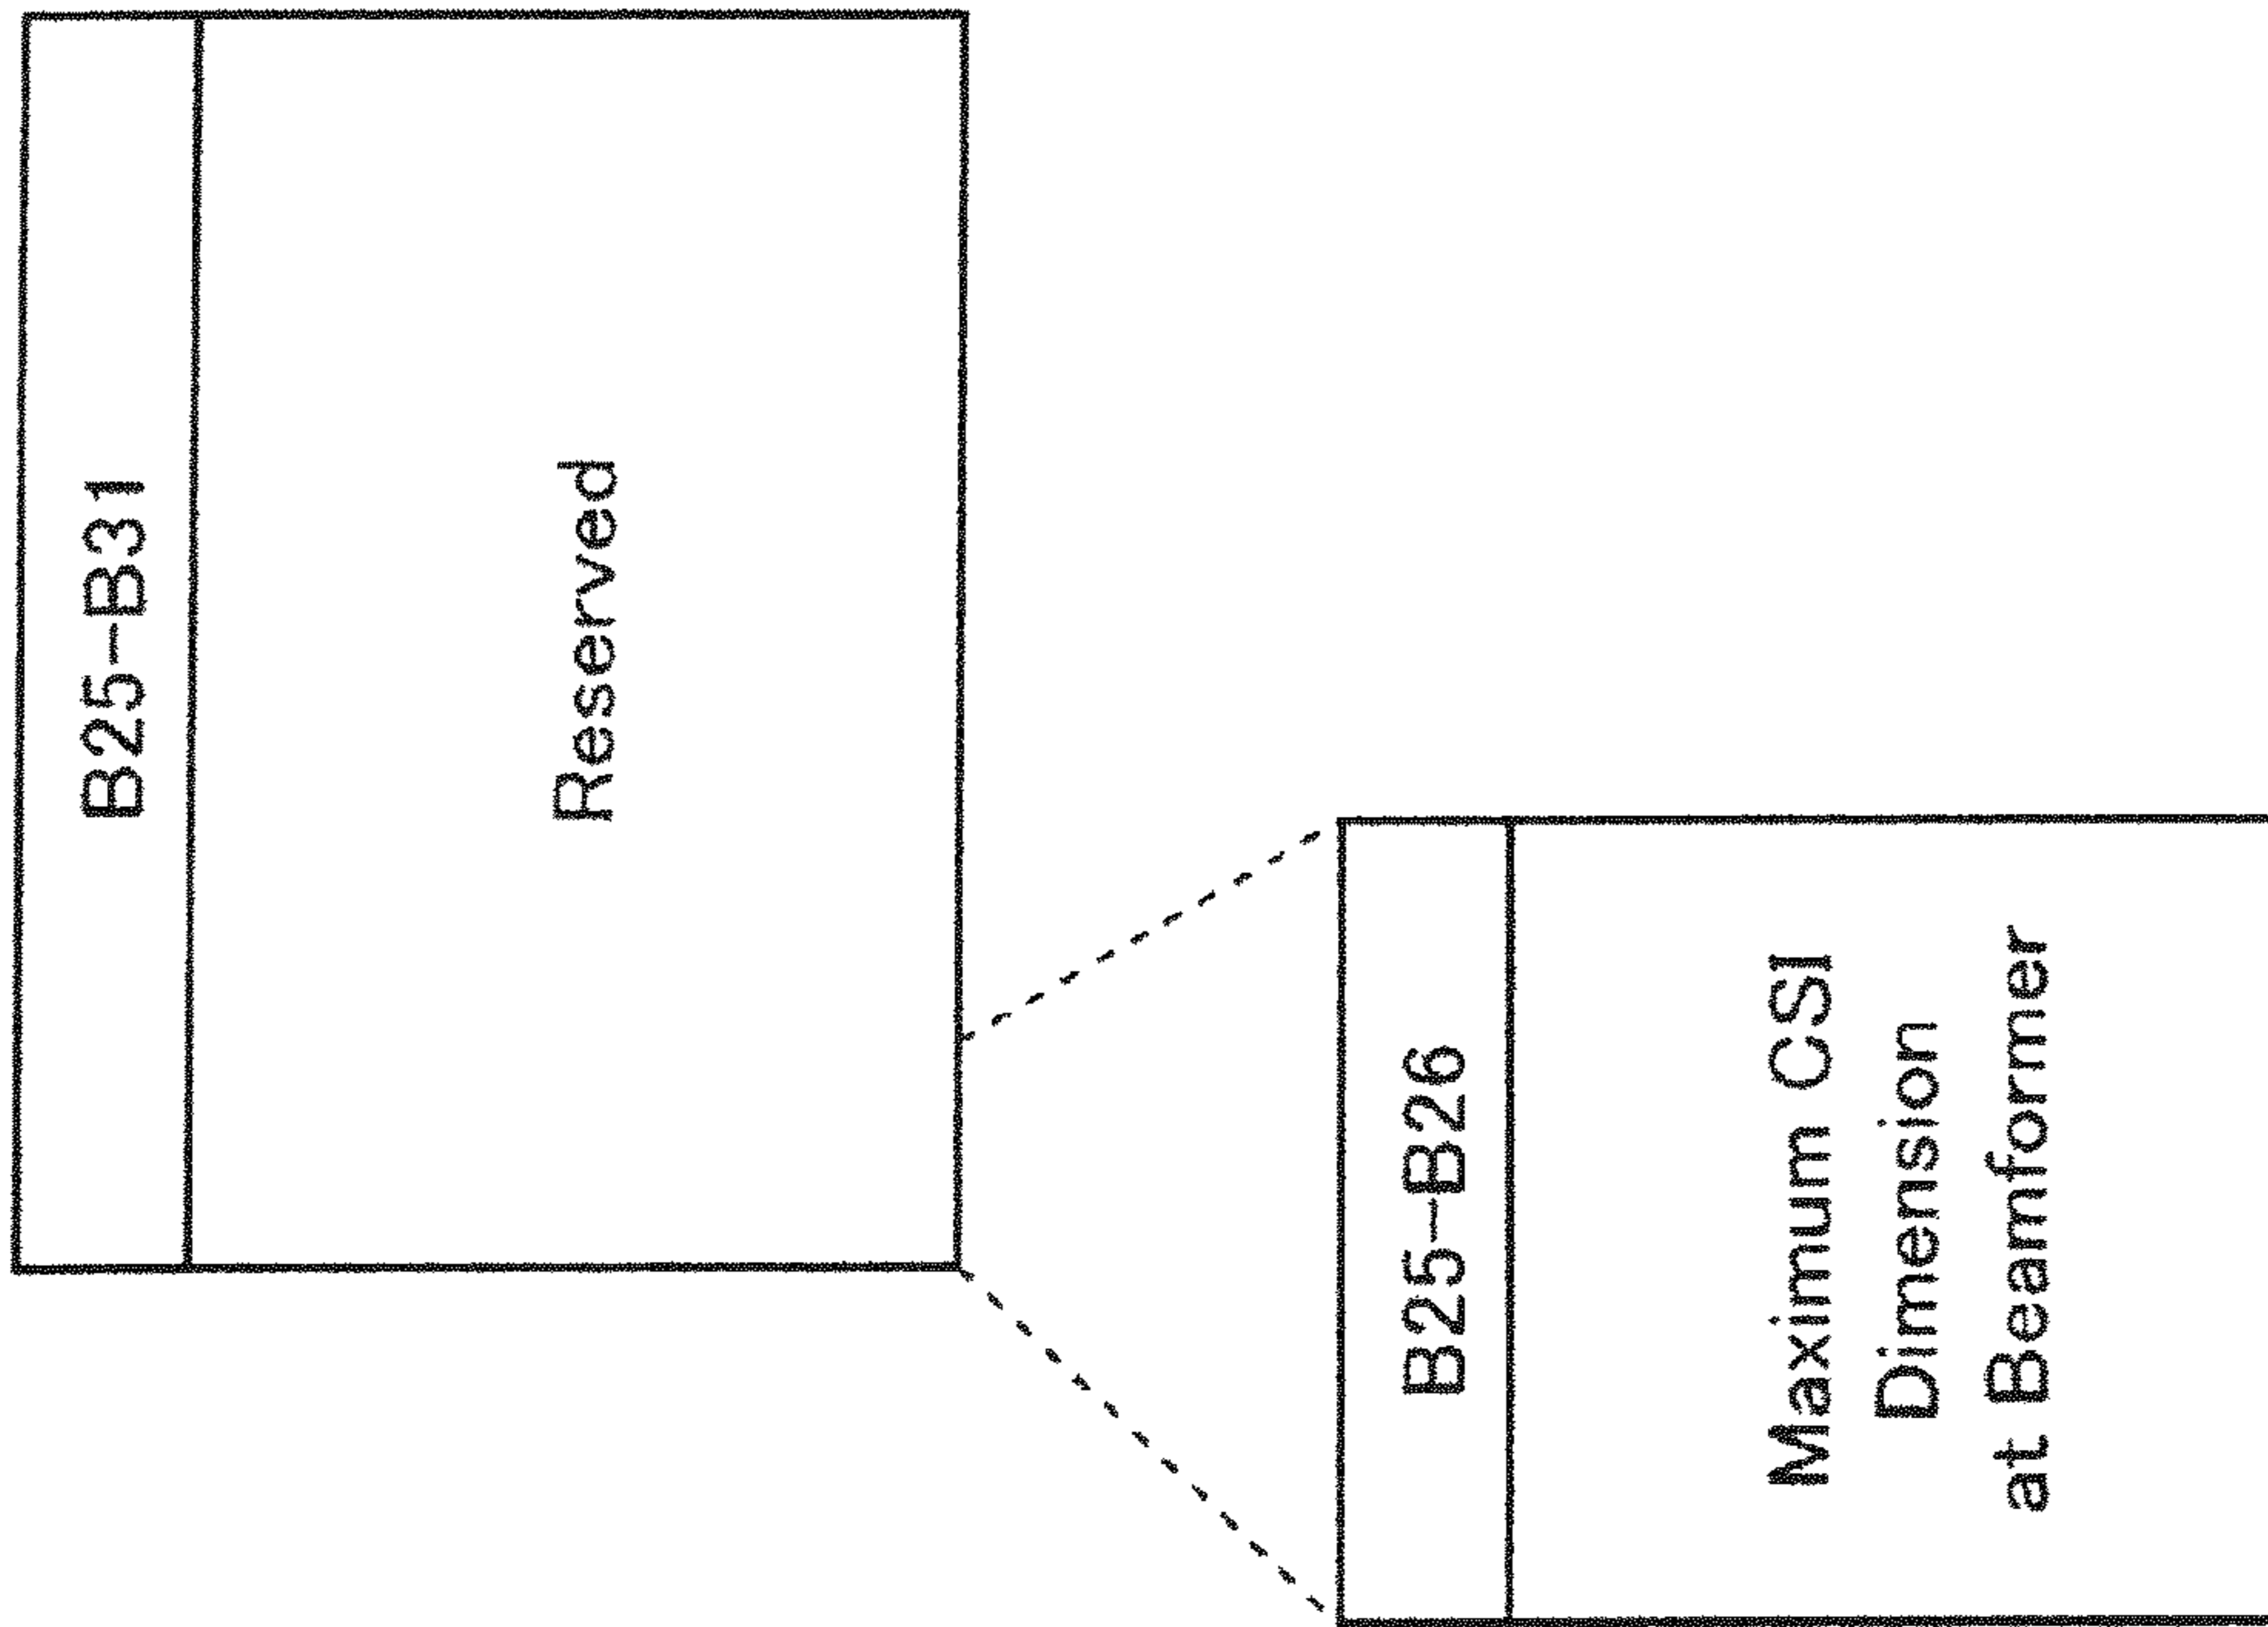 B25-B31
Reserved
B25-B26
Maximum CSI
Dimension
at Beamformer